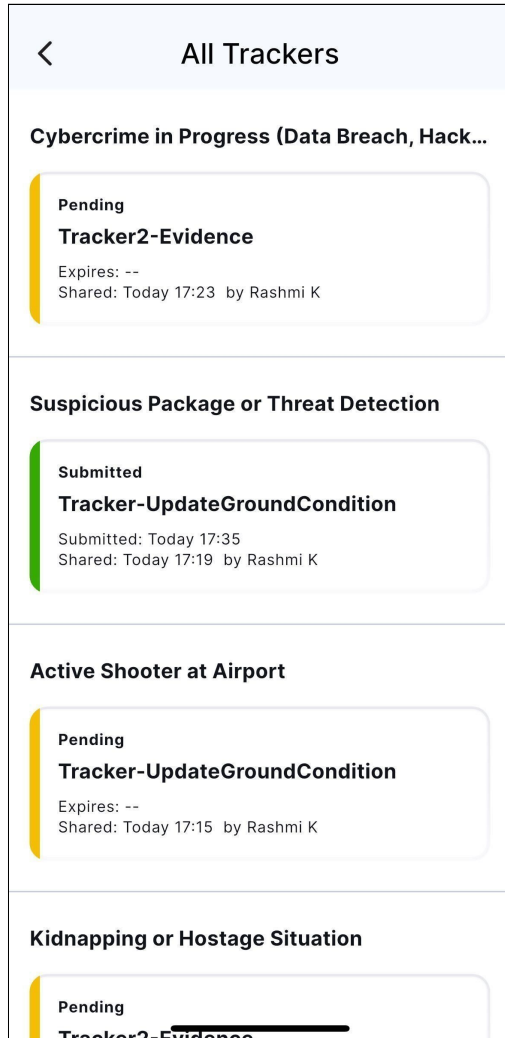 All Trackers
Cybercrime in Progress (Data Breach, Hack...
Pending
Tracker2-Evidence
Expires: --
Shared: Today 17:23 by Rashmi K
Suspicious Package or Threat Detection
Submitted
Tracker-UpdateGroundCondition
Submitted: Today 17:35
Shared: Today 17:19 by Rashmi K
Active Shooter at Airport
Pending
Tracker-UpdateGroundCondition
Expires: --
Shared: Today 17:15 by Rashmi K
Kidnapping or Hostage Situation
Pending
Tracker2-Evidence